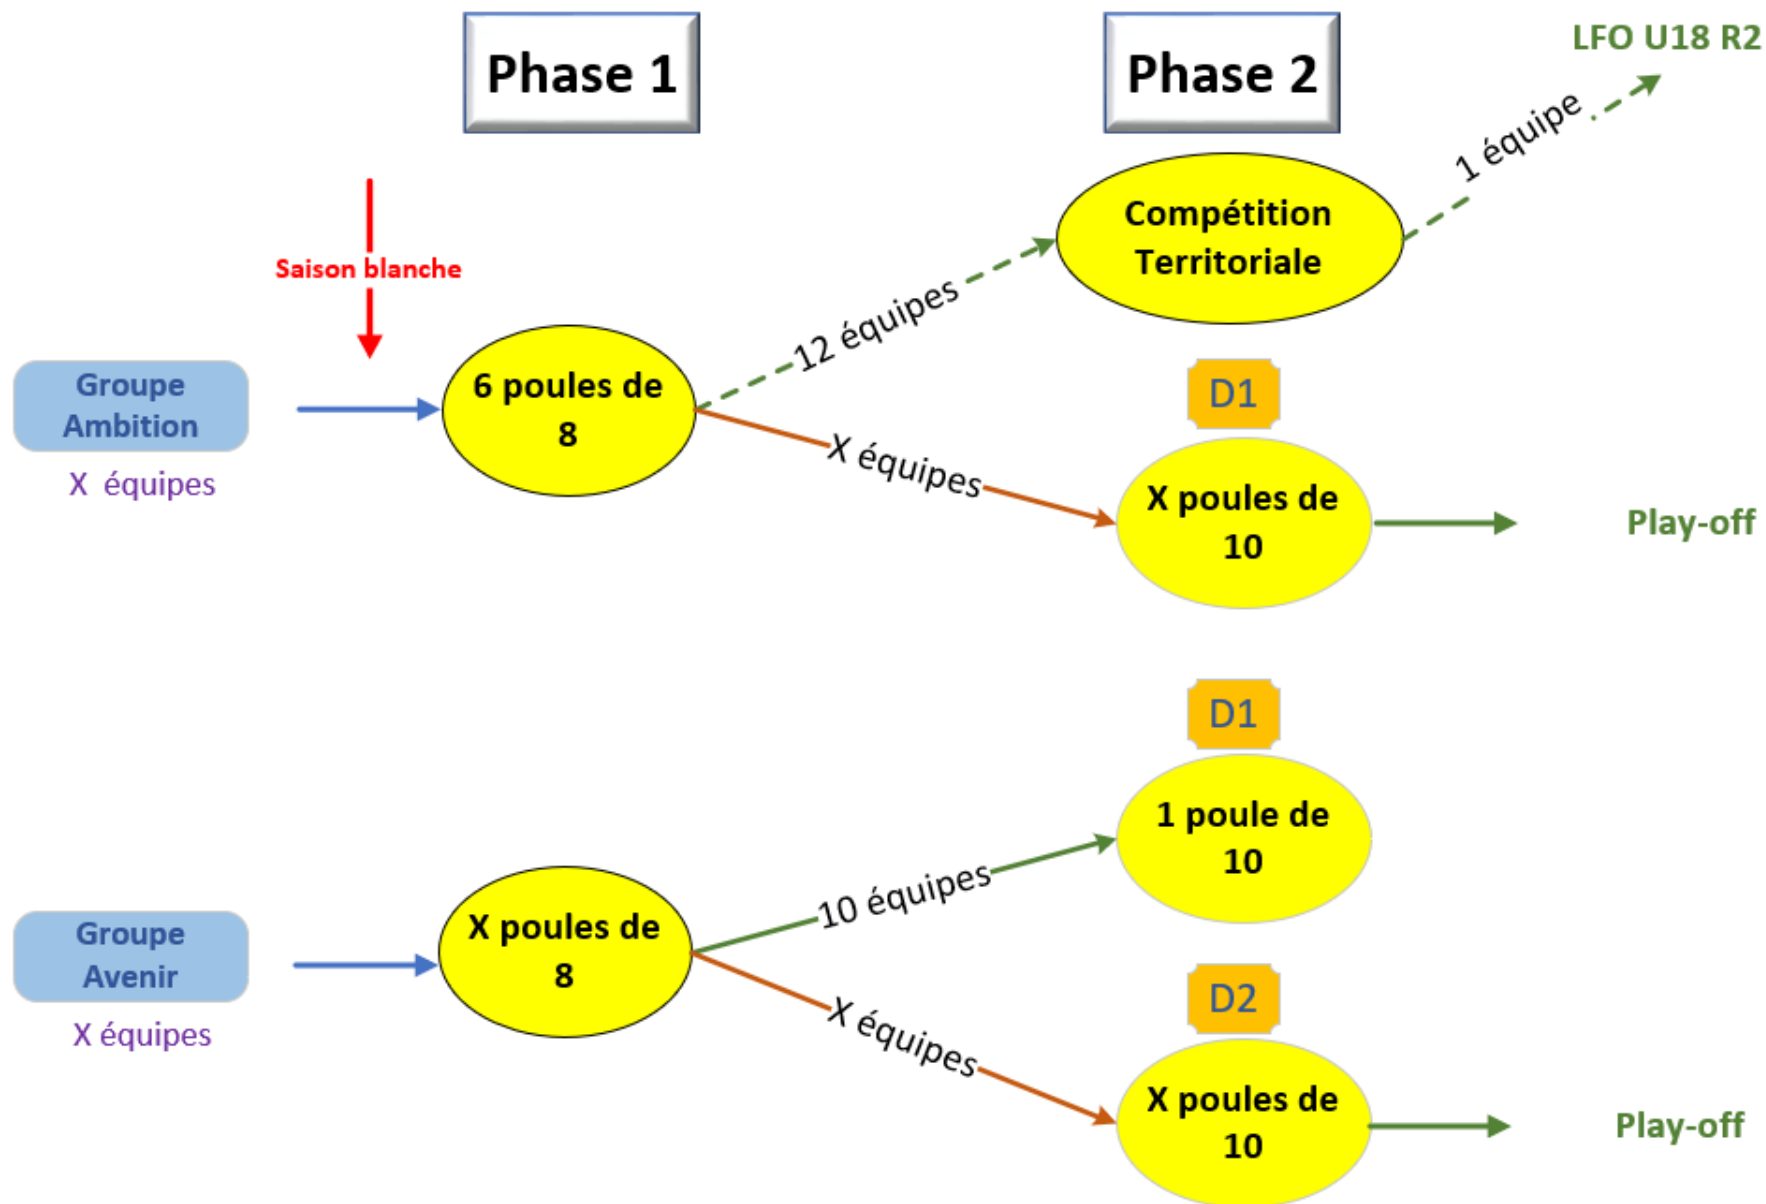 Phase 1
Phase 2
LFO U18 R2
1 équipe
Compétition
Territoriale
Saison blanche
12 équipes
Groupe
Ambition
X équipes
6 poules de
8
D1
X équipes
X poules de
10
Play-off
D1
1 poule de
10
10 équipes
Groupe
Avenir
X équipes
X poules de
8
D2
X équipes
X poules de
10
Play-off